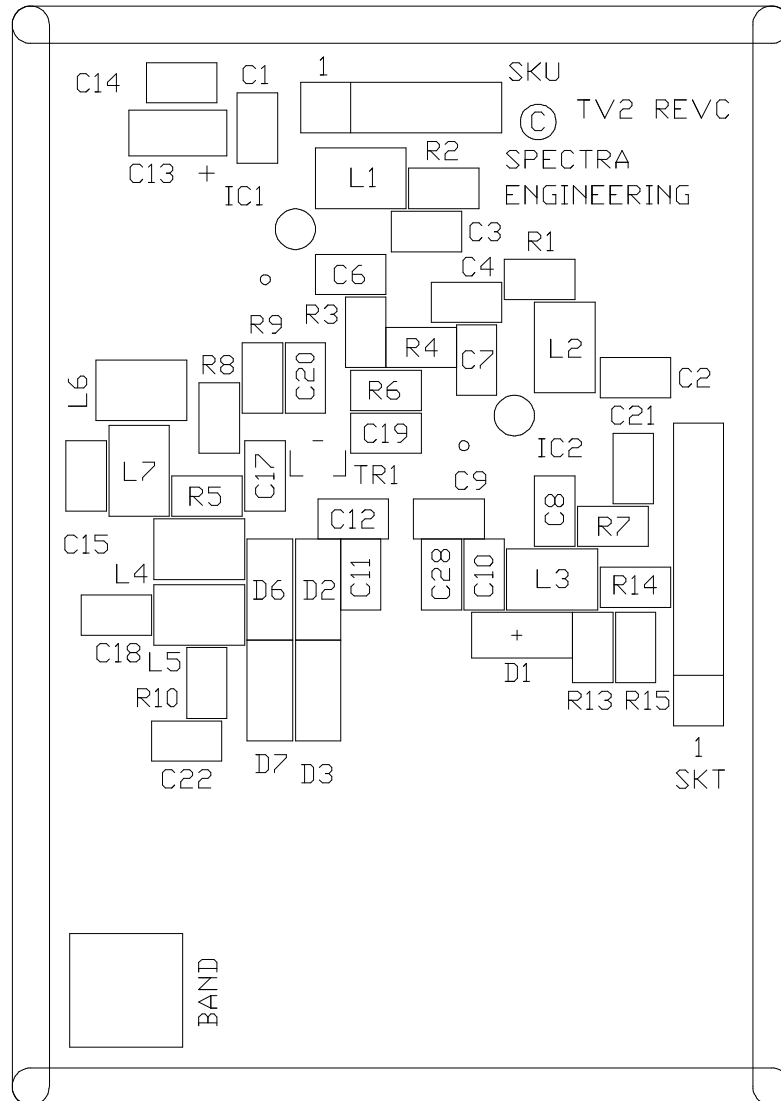 1
SKU
C14
C1
C
TV2 REVC
R2
SPECTRA
ENGINEERING
C13 +
L1
IC1
C3
R1
C6
C4
R3
R9
R4
C7
L2
R8
C20
L6
R6
C2
C19
C21
L7
C17
IC2
TR1
R5
C9
C8
C12
R7
C15
L4
D6
D2
C11
C28
C10
L3
R14
C18
L5
+
D1
R10
R13
R15
D7
D3
C22
1
SKT
BAND